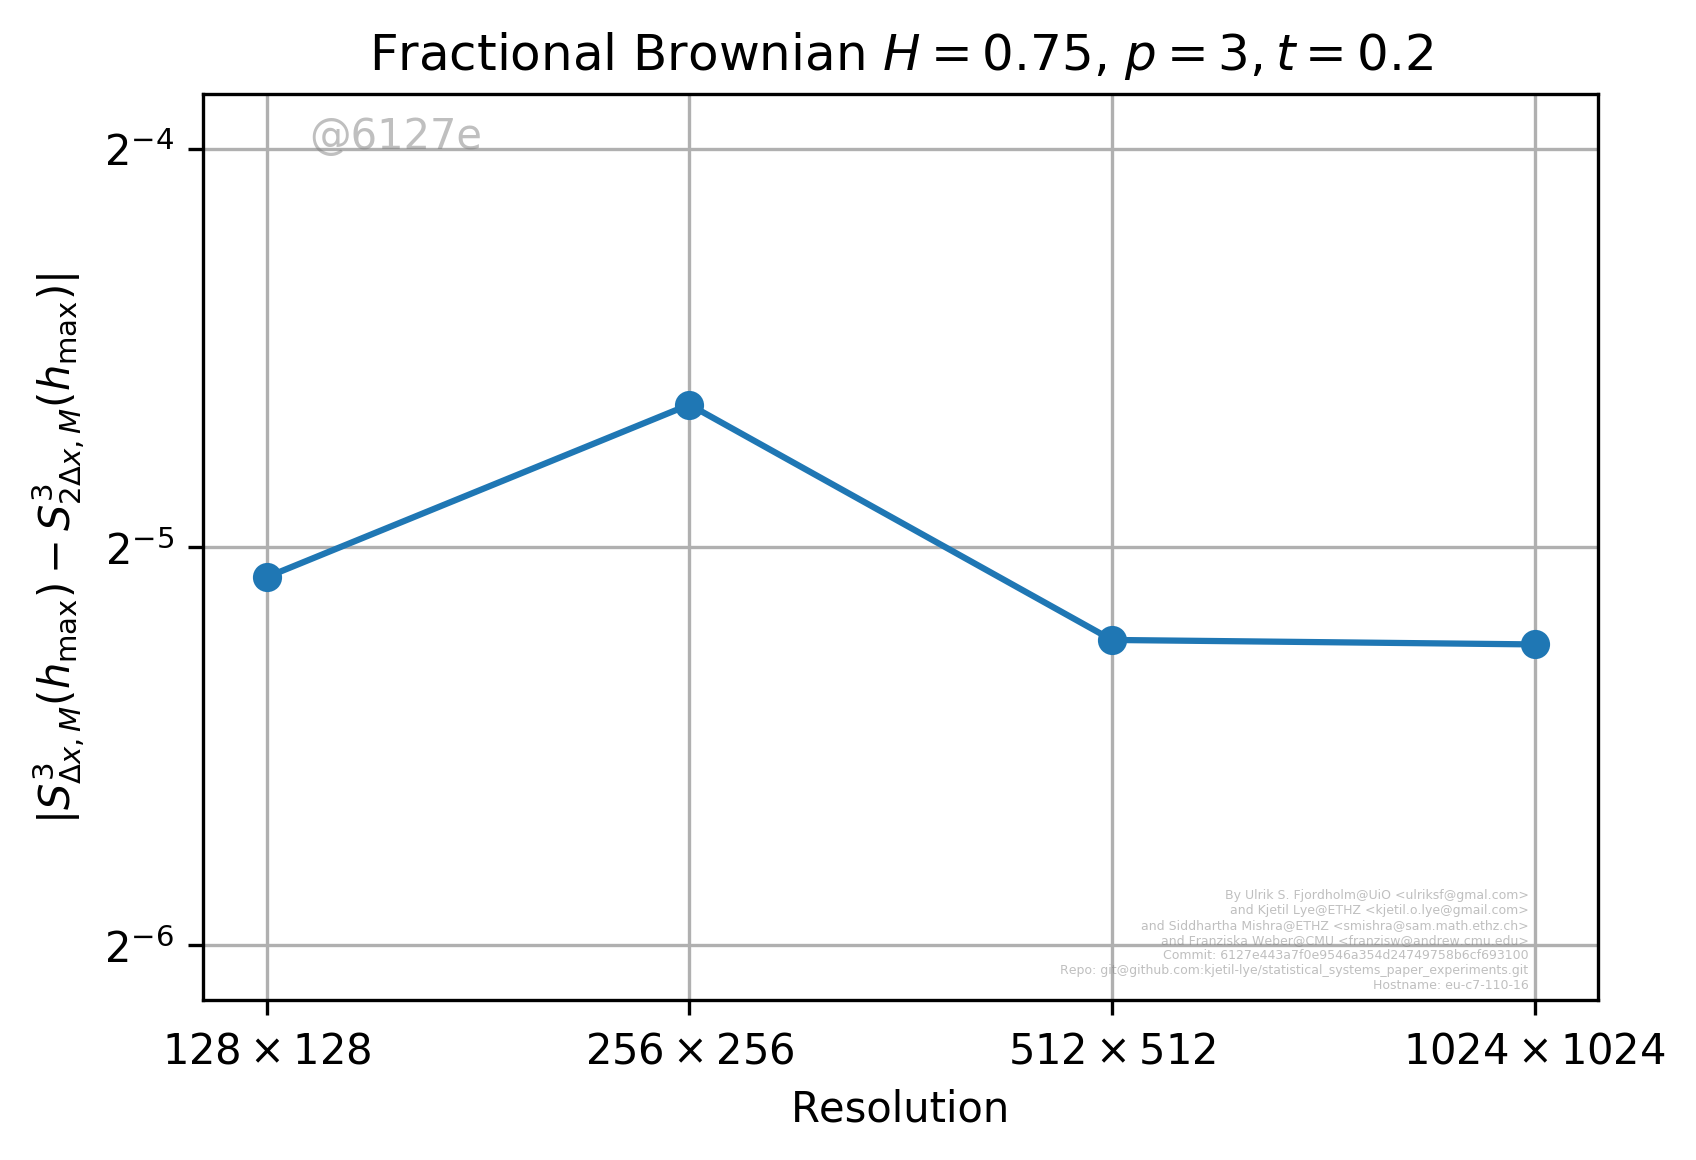 Fractional Brownian H = 0.75, p = 3, t = 0.2
@6127e
2⁻⁴
2⁻⁵
2⁻⁶
|S³_{Δx,M}(h_max) − S³_{2Δx,M}(h_max)|
By Ulrik S. Fjordholm@UiO <ulriksf@gmal.com>
and Kjetil Lye@ETHZ <kjetil.o.lye@gmail.com>
and Siddhartha Mishra@ETHZ <smishra@sam.math.ethz.ch>
and Franziska Weber@CMU <franzisw@andrew.cmu.edu>
Commit: 6127e443a7f0e9546a354d24749758b6cf693100
Repo: git@github.com:kjetil-lye/statistical_systems_paper_experiments.git
Hostname: eu-c7-110-16
128 × 128
256 × 256
512 × 512
1024 × 1024
Resolution